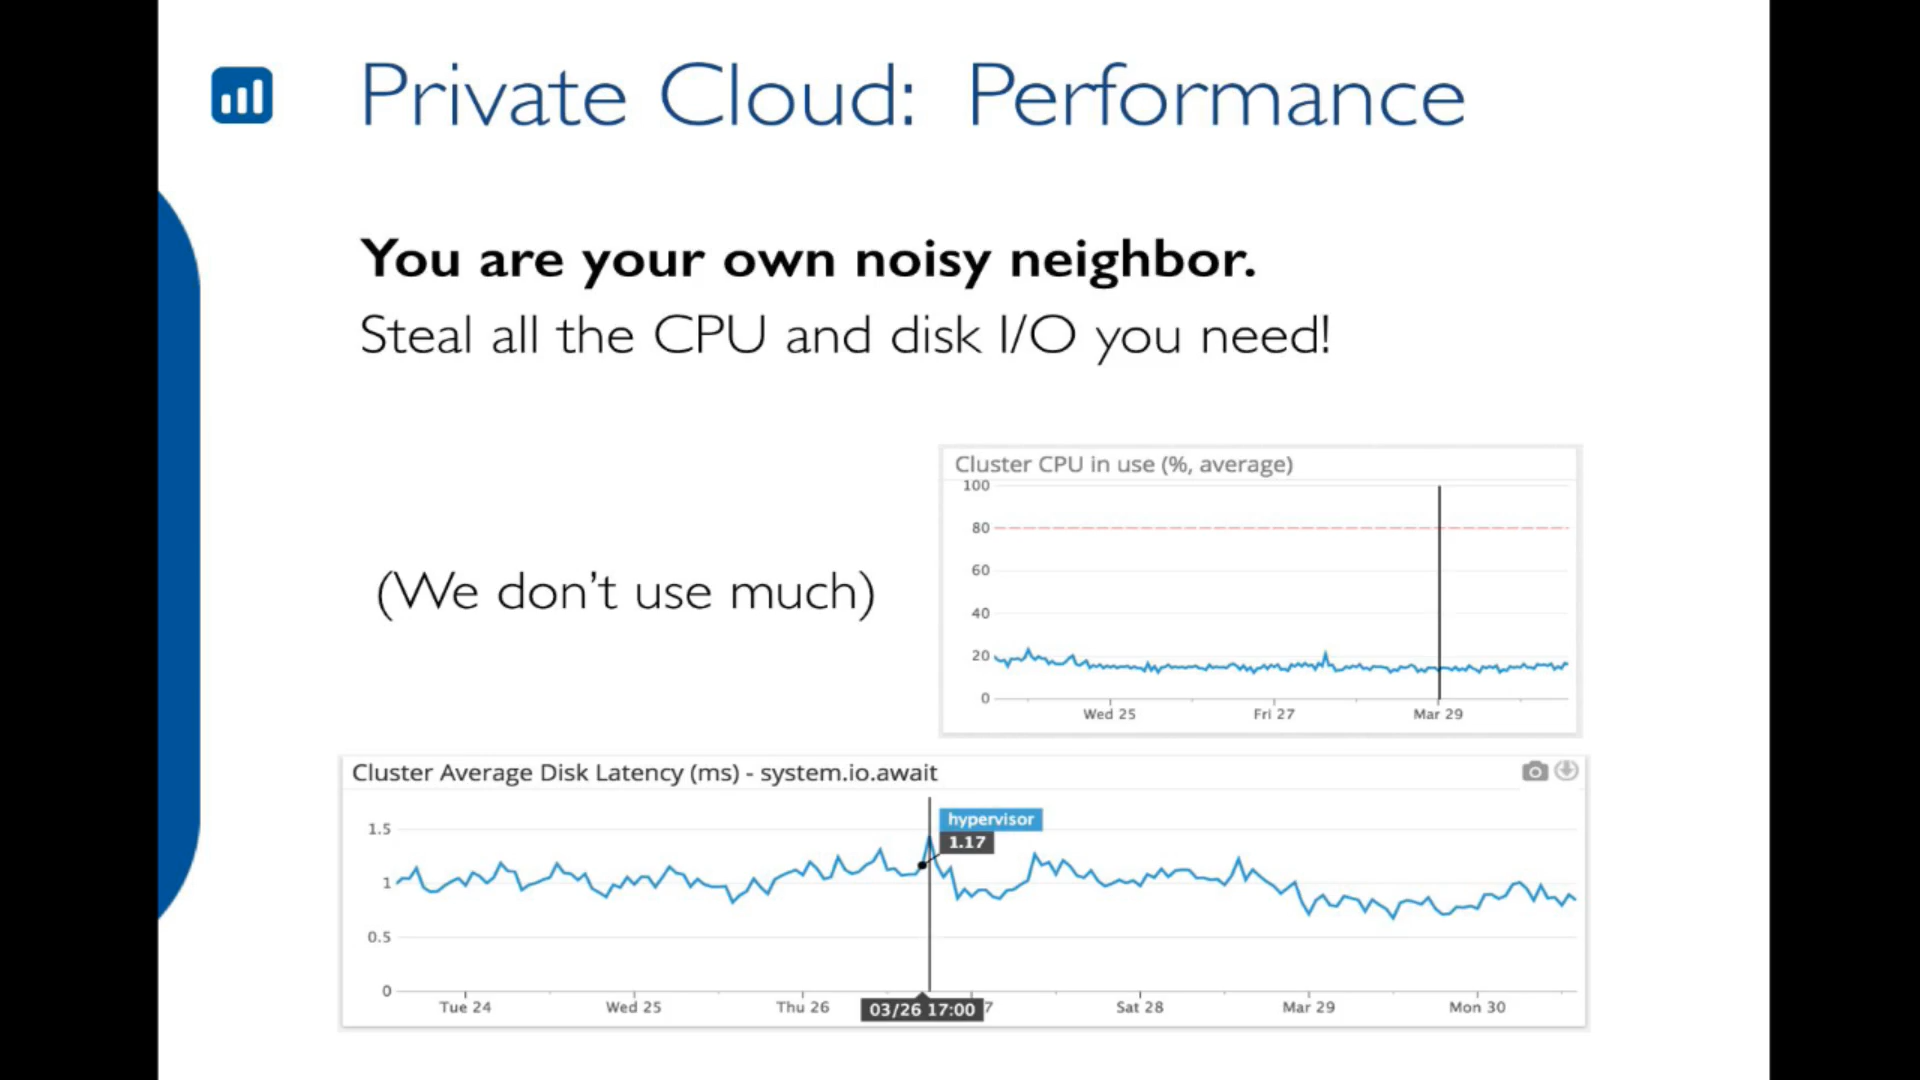 Private Cloud: Performance
You are your own noisy neighbor.
Steal all the CPU and disk I/O you need!
(We don't use much)
Cluster CPU in use (%, average)
100
80
60
40
20
0
Wed 25 Fri 27 Mar 29
Cluster Average Disk Latency (ms) - system.io.await
hypervisor
1.17
1.5
1
0.5
0
Tue 24 Wed 25 Thu 26 03/26 17:00 7 Sat 28 Mar 29 Mon 30